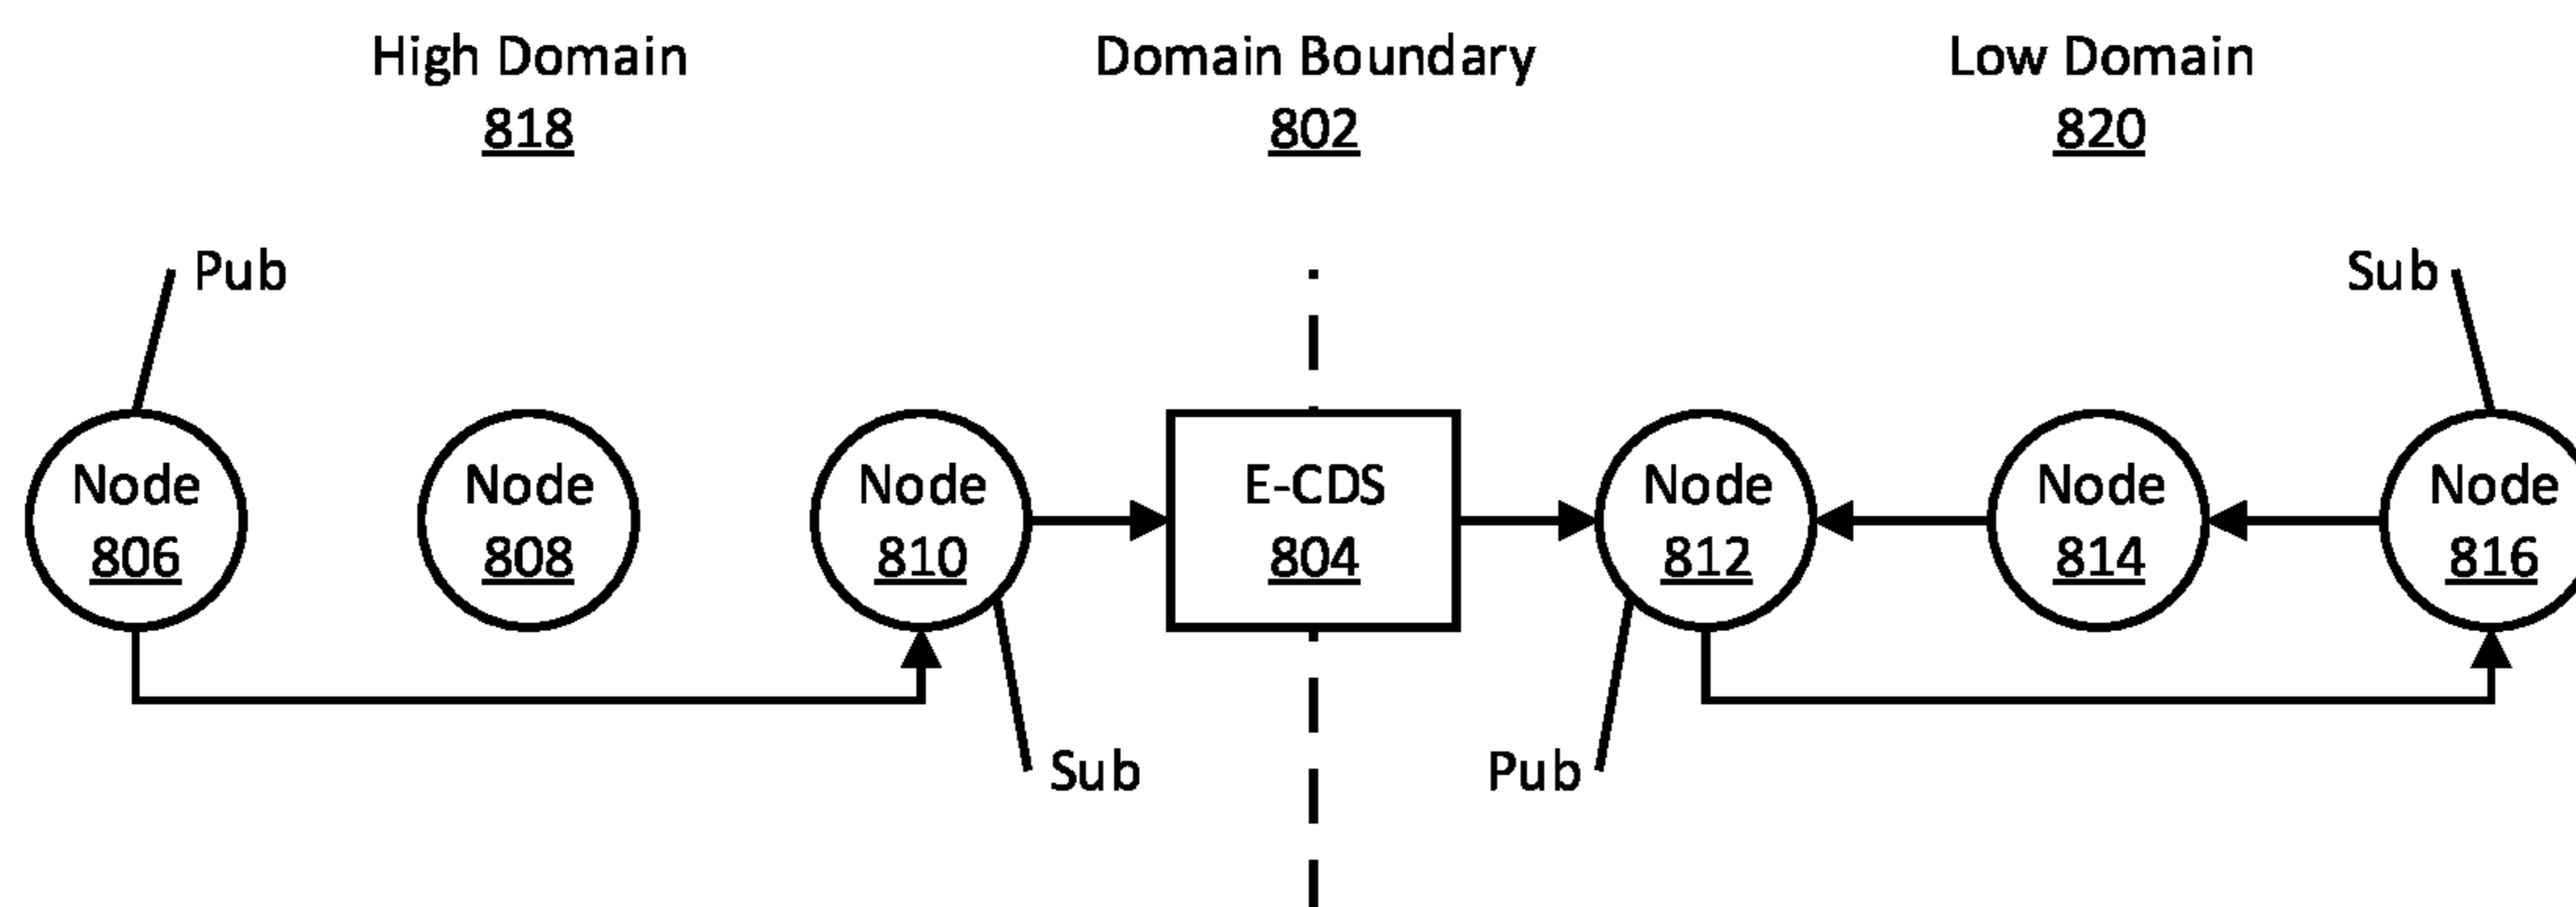 High Domain
818
Domain Boundary
802
Low Domain
820
Pub
Sub
Node
806
Node
808
Node
810
E-CDS
804
Node
812
Node
814
Node
816
Sub
Pub